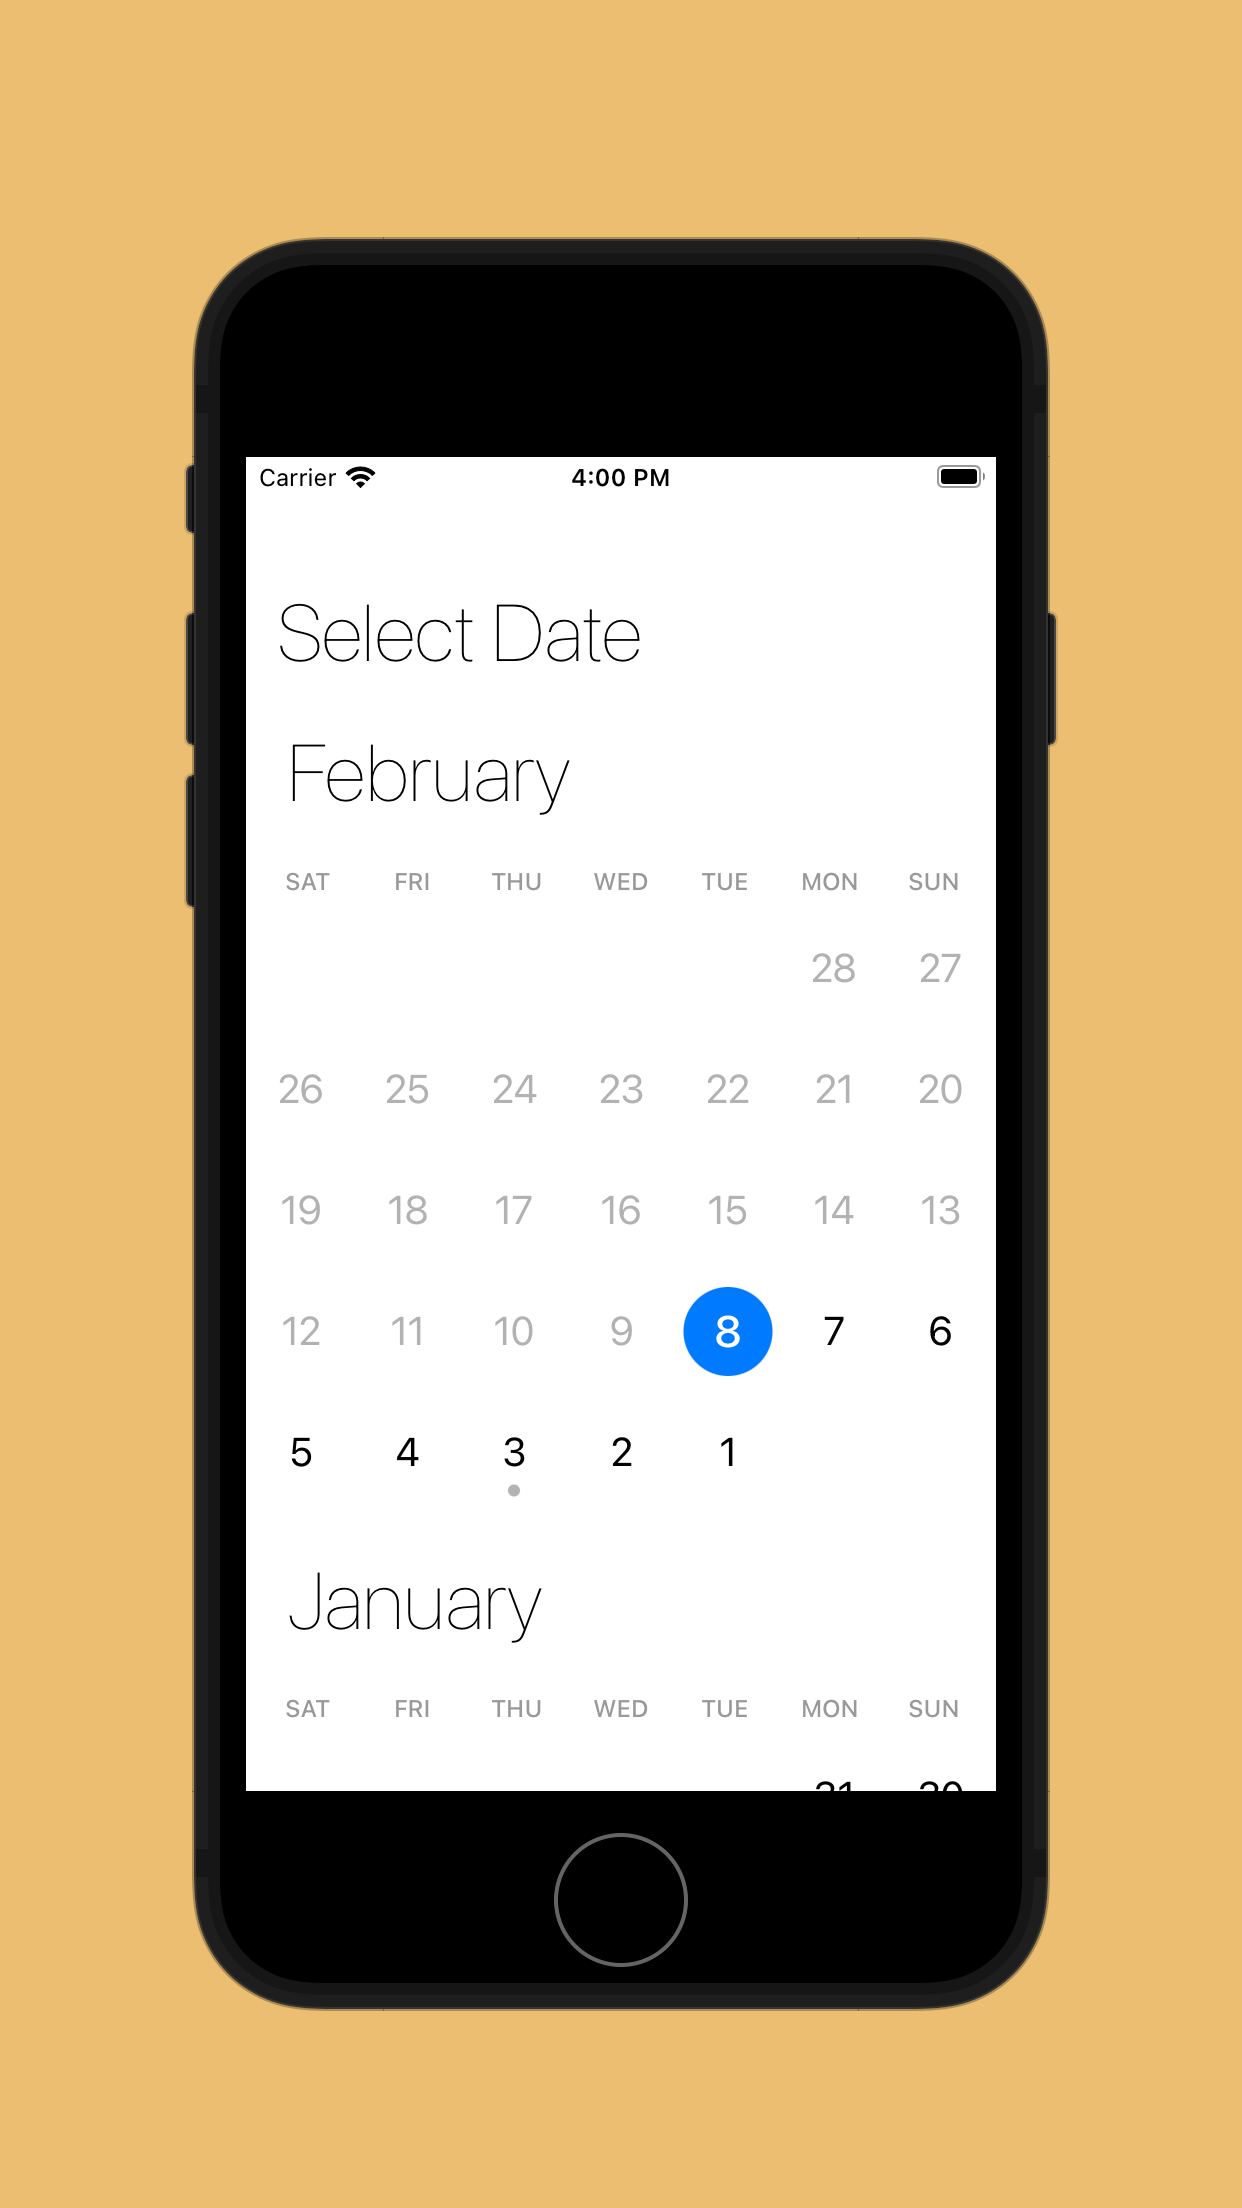 Carrier 4:00 PM
Select Date
February
SAT FRI THU WED TUE MON SUN
28 27
26 25 24 23 22 21 20
19 18 17 16 15 14 13
12 11 10 9 8 7 6
5 4 3 2 1
January
SAT FRI THU WED TUE MON SUN
31 30